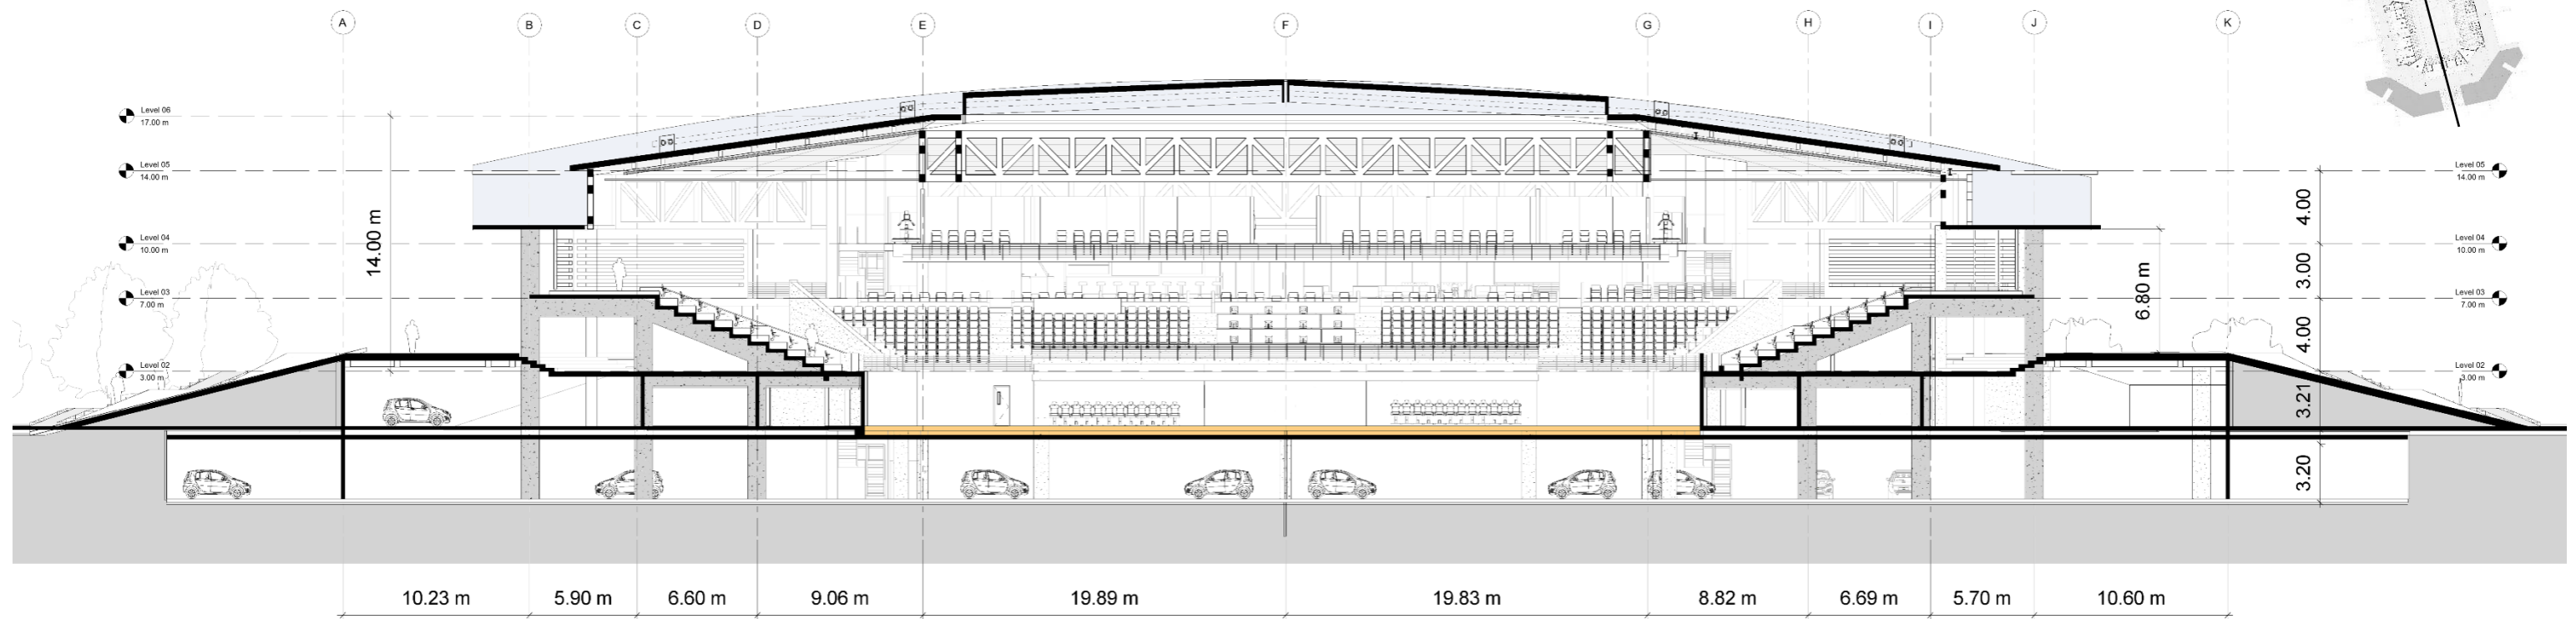 A B C D E F G H I J K
Level 06
17.00 m
Level 05
14.00 m
Level 04
10.00 m
Level 03
7.00 m
Level 02
3.00 m
14.00 m
6.80 m
4.00
3.00
4.00
3.21
3.20
Level 05
14.00 m
Level 04
10.00 m
Level 03
7.00 m
Level 02
3.00 m
10.23 m 5.90 m 6.60 m 9.06 m 19.89 m 19.83 m 8.82 m 6.69 m 5.70 m 10.60 m